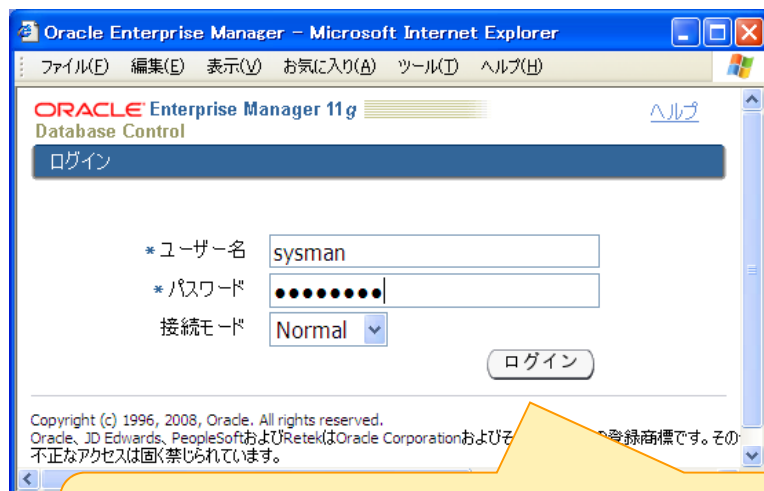 Oracle Enterprise Manager - Microsoft Internet Explorer
ファイル(F) 編集(E) 表示(V) お気に入り(A) ツール(T) ヘルプ(H)
ORACLE Enterprise Manager 11g
Database Control
ヘルプ
ログイン
*ユーザー名 sysman
*パスワード ●●●●●●●●
接続モード Normal
ログイン
Copyright (c) 1996, 2008, Oracle. All rights reserved.
Oracle、JD Edwards、PeopleSoftおよびRetekはOracle Corporationおよびそ の登録商標です。その
不正なアクセスは固く禁じられています。